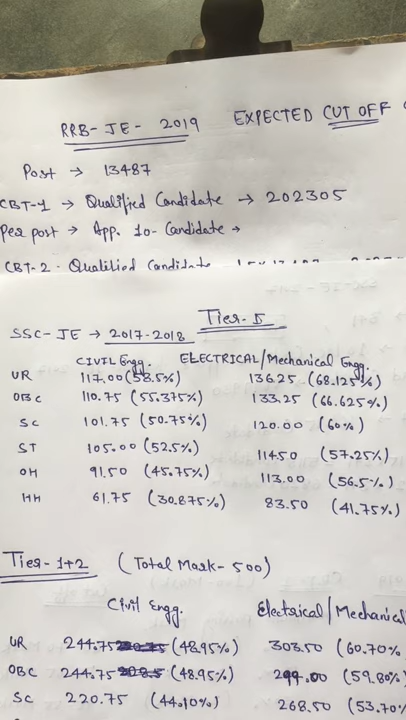 RRB-JE-2019 EXPECTED CUT OFF
Post → 13487
CBT-1 → Qualified Candidate → 202305
Per post → App. 10- Candidate →
CBT-2. Qualified Candidate
Tier-I
SSC-JE → 2017-2018
CIVIL Engg. ELECTRICAL/Mechanical Engg.
UR 117.00 (58.5%) 136.25 (68.125%)
OBC 110.75 (55.375%) 133.25 (66.625%)
SC 101.75 (50.75%) 120.00 (60%)
ST 105.00 (52.5%) 114.50 (57.25%)
OH 91.50 (45.75%) 113.00 (56.5%)
HH 61.75 (30.875%) 83.50 (41.75%)
Tier-1+2 (Total Mark-500)
Civil Engg. Electrical/Mechanical
UR 244.75 (48.95%) 303.50 (60.70%
OBC 244.75 (48.95%) 299.00 (59.80%
SC 220.75 (44.10%) 268.50 (53.70%